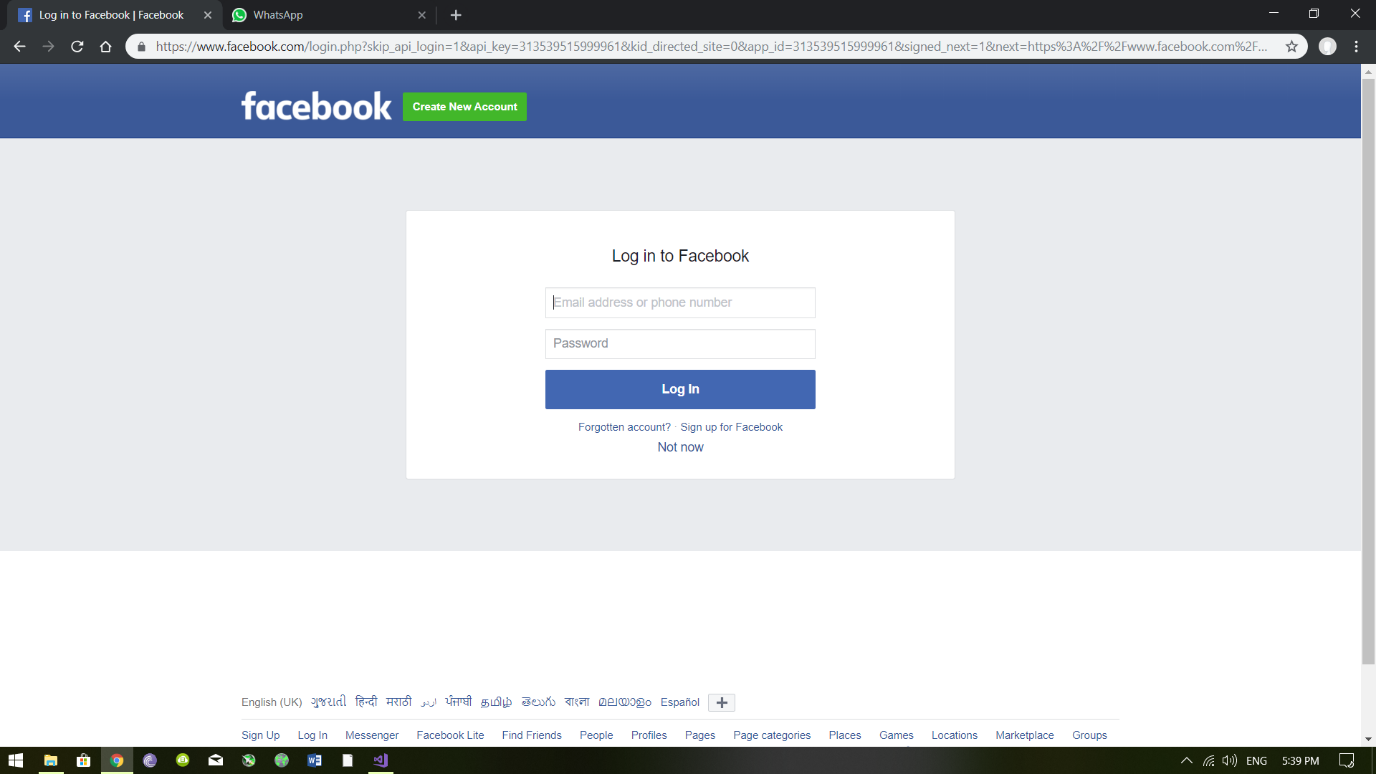 Log in to Facebook | Facebook
WhatsApp
https://www.facebook.com/login.php?skip_api_login=1&api_key=313539515999961&kid_directed_site=0&app_id=313539515999961&signed_next=1&next=https%3A%2F%2Fwww.facebook.com%2F...
facebook
Create New Account
Log in to Facebook
Email address or phone number
Password
Log In
Forgotten account? · Sign up for Facebook
Not now
English (UK) ગુજરાતી हिन्दी मराठी اردو ਪੰਜਾਬੀ தமிழ் తెలుగు বাংলা മലയാളം Español
Sign Up Log In Messenger Facebook Lite Find Friends People Profiles Pages Page categories Places Games Locations Marketplace Groups
ENG 5:39 PM